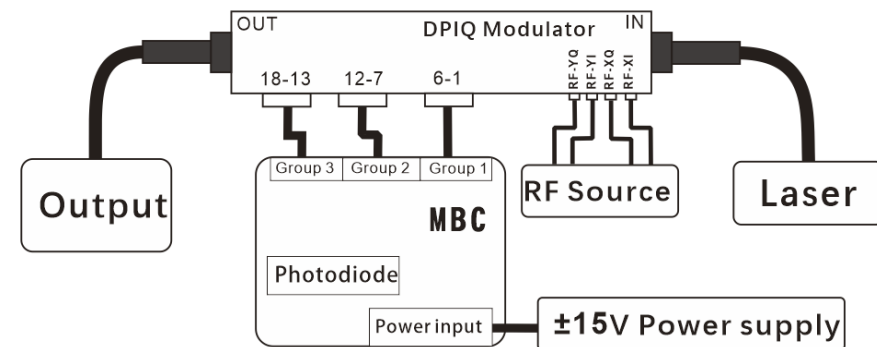 OUT
DPIQ Modulator
IN
18-13
12-7
6-1
RF-YQ
RF-YI
RF-XQ
RF-XI
Group 3
Group 2
Group 1
Output
MBC
RF Source
Laser
Photodiode
Power input
±15V Power supply